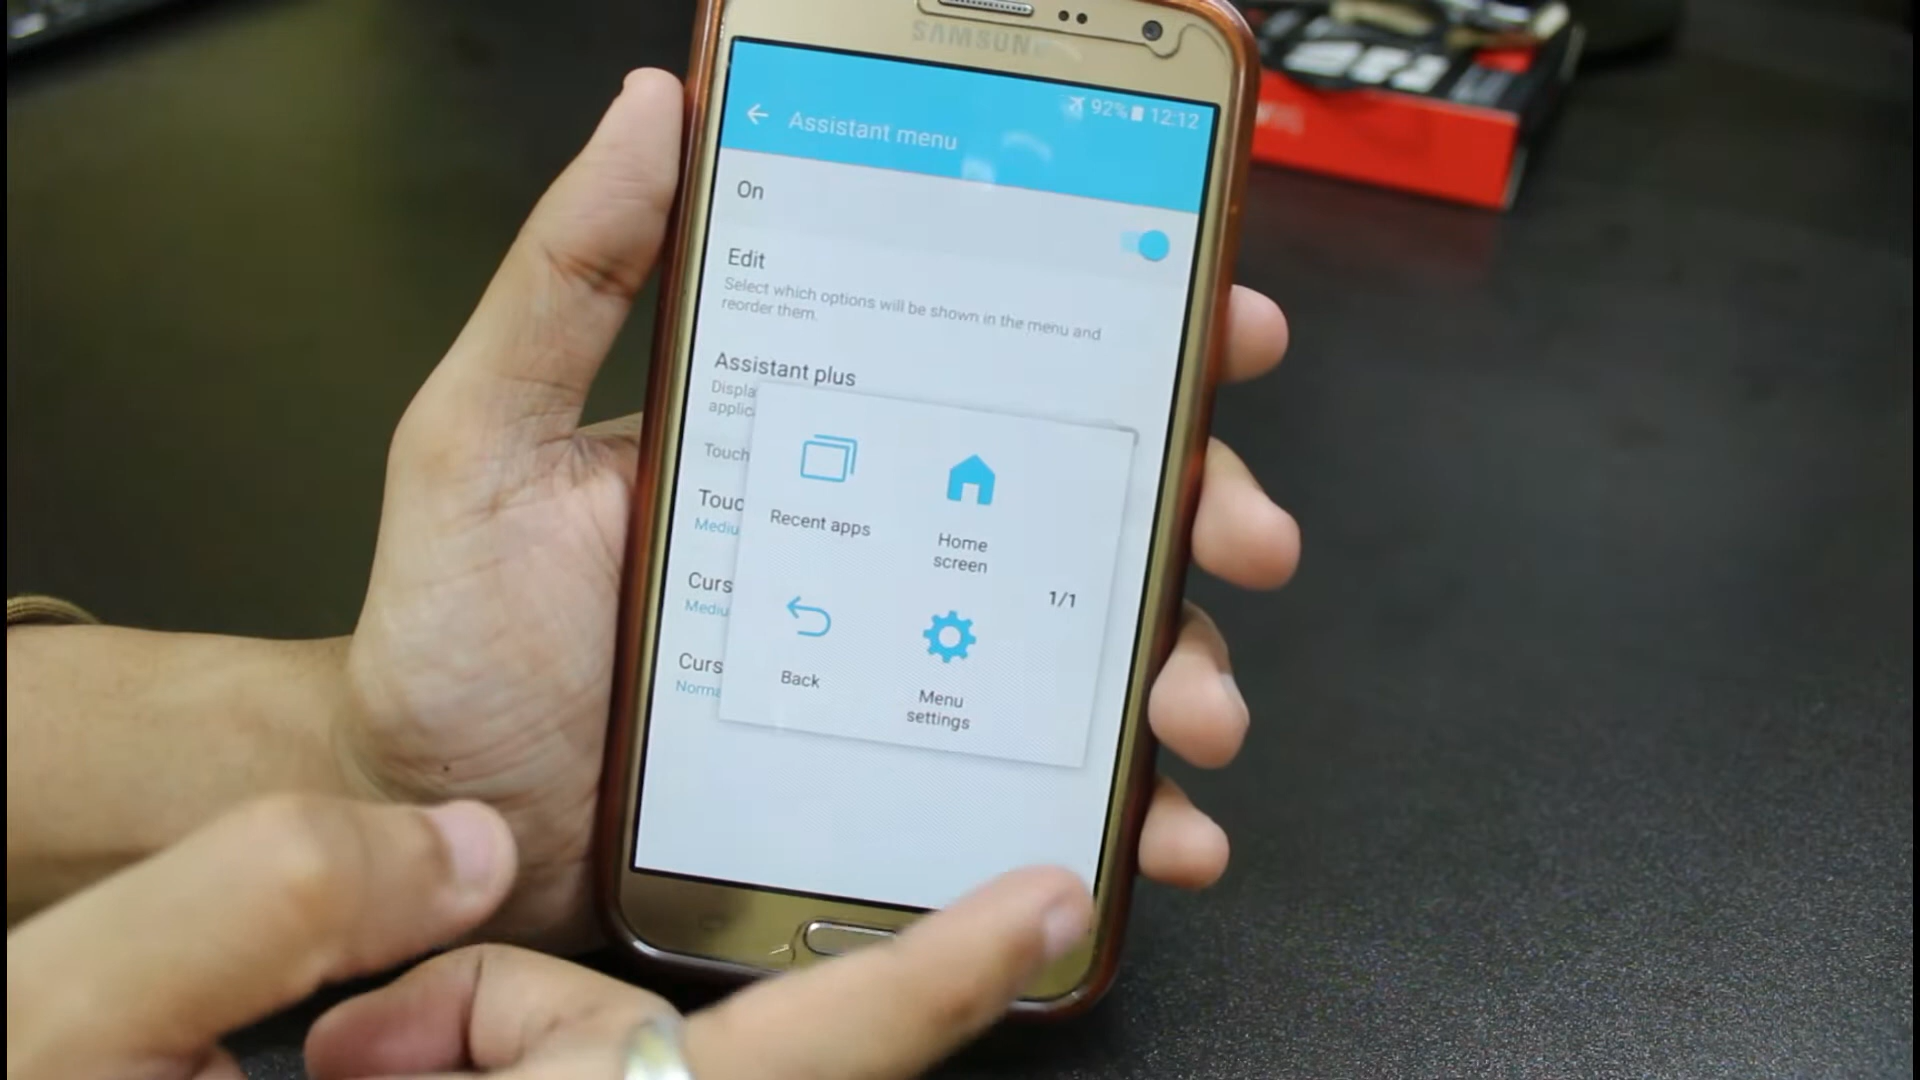 SAMSUNG
92% 12:12
Assistant menu
On
Edit
Select which options will be shown in the menu and
reorder them.
Assistant plus
Displa
applic
Touch
Touc
Mediu
Curs
Mediu
Curs
Norma
Recent apps
Home
screen
1/1
Back
Menu
settings